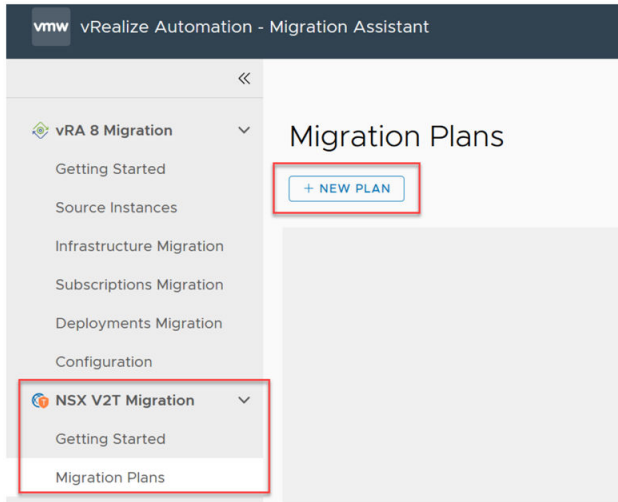 vmw vRealize Automation - Migration Assistant
vRA 8 Migration
Getting Started
Source Instances
Infrastructure Migration
Subscriptions Migration
Deployments Migration
Configuration
NSX V2T Migration
Getting Started
Migration Plans
Migration Plans
+ NEW PLAN